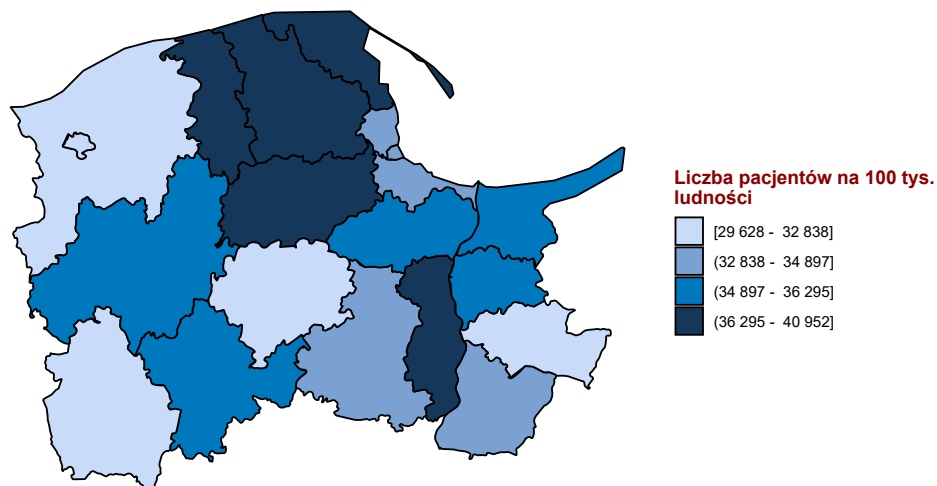 Liczba pacjentów na 100 tys.
ludności
[29 628 - 32 838]
(32 838 - 34 897]
(34 897 - 36 295]
(36 295 - 40 952]